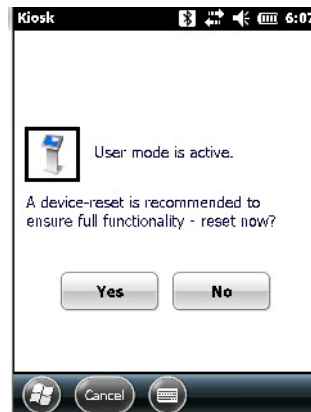 Kiosk 6:07
User mode is active.
A device-reset is recommended to
ensure full functionality - reset now?
Yes No
Cancel